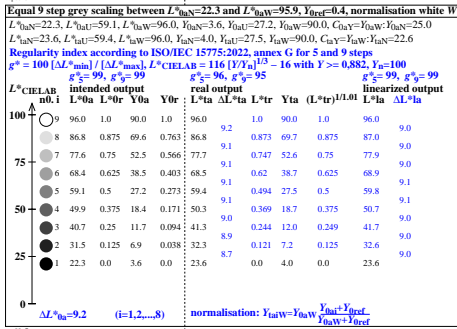 Equal 9 step grey scaling between L*0aN=22.3 and L*0aW=95.9, Y0ref=0.4, normalisation white W
L*0aN=22.3, L*0aU=59.1, L*0aW=96.0, Y0aN=3.6, Y0aU=27.2, Y0aW=90.0, C0aY=Y0aW:Y0aN=25.0
L*taN=23.6, L*taU=59.4, L*taW=96.0, YtaN=4.0, YtaU=27.5, YtaW=90.0, CtaY=YtaW:YtaN=22.6
Regularity index according to ISO/IEC 15775:2022, annex G for 5 and 9 steps
g* = 100 [ΔL*min] / [ΔL*max], L*CIELAB = 116 [Y/Yn]1/3 − 16 with Y >= 0,882, Yn=100
g*5= 99, g*9= 99 g*5= 96, g*9= 95 g*5= 99, g*9= 99
L*CIELAB intended output real output linearized output
n0. i L*0a L*0r Y0a Y0r L*ta ΔL*ta L*tr Yta (L*tr)1/1.01 L*la ΔL*la
100 9 96.0 1.0 90.0 1.0 96.0 1.0 90.0 1.0 96.0
9.2 9.0
8 86.8 0.875 69.6 0.763 86.8 0.873 69.7 0.875 87.0
9.1 9.0
75 7 77.6 0.75 52.5 0.566 77.7 0.747 52.6 0.75 77.9
9.1 9.1
6 68.4 0.625 38.5 0.403 68.5 0.62 38.7 0.625 68.9
9.1 9.1
5 59.1 0.5 27.2 0.273 59.4 0.494 27.5 0.5 59.8
9.1 9.1
50 4 49.9 0.375 18.4 0.171 50.3 0.369 18.7 0.375 50.7
9.0 9.0
3 40.7 0.25 11.7 0.094 41.3 0.244 12.0 0.249 41.7
8.9 9.0
2 31.5 0.125 6.9 0.038 32.3 0.121 7.2 0.125 32.6
8.7 9.0
25 1 22.3 0.0 3.6 0.0 23.6 0.0 4.0 0.0 23.6
0 ΔL*0a=9.2 (i=1,2,...,8) normalisation: YtaiW=Y0aW (Y0ai+Y0ref)/(Y0aW+Y0ref)